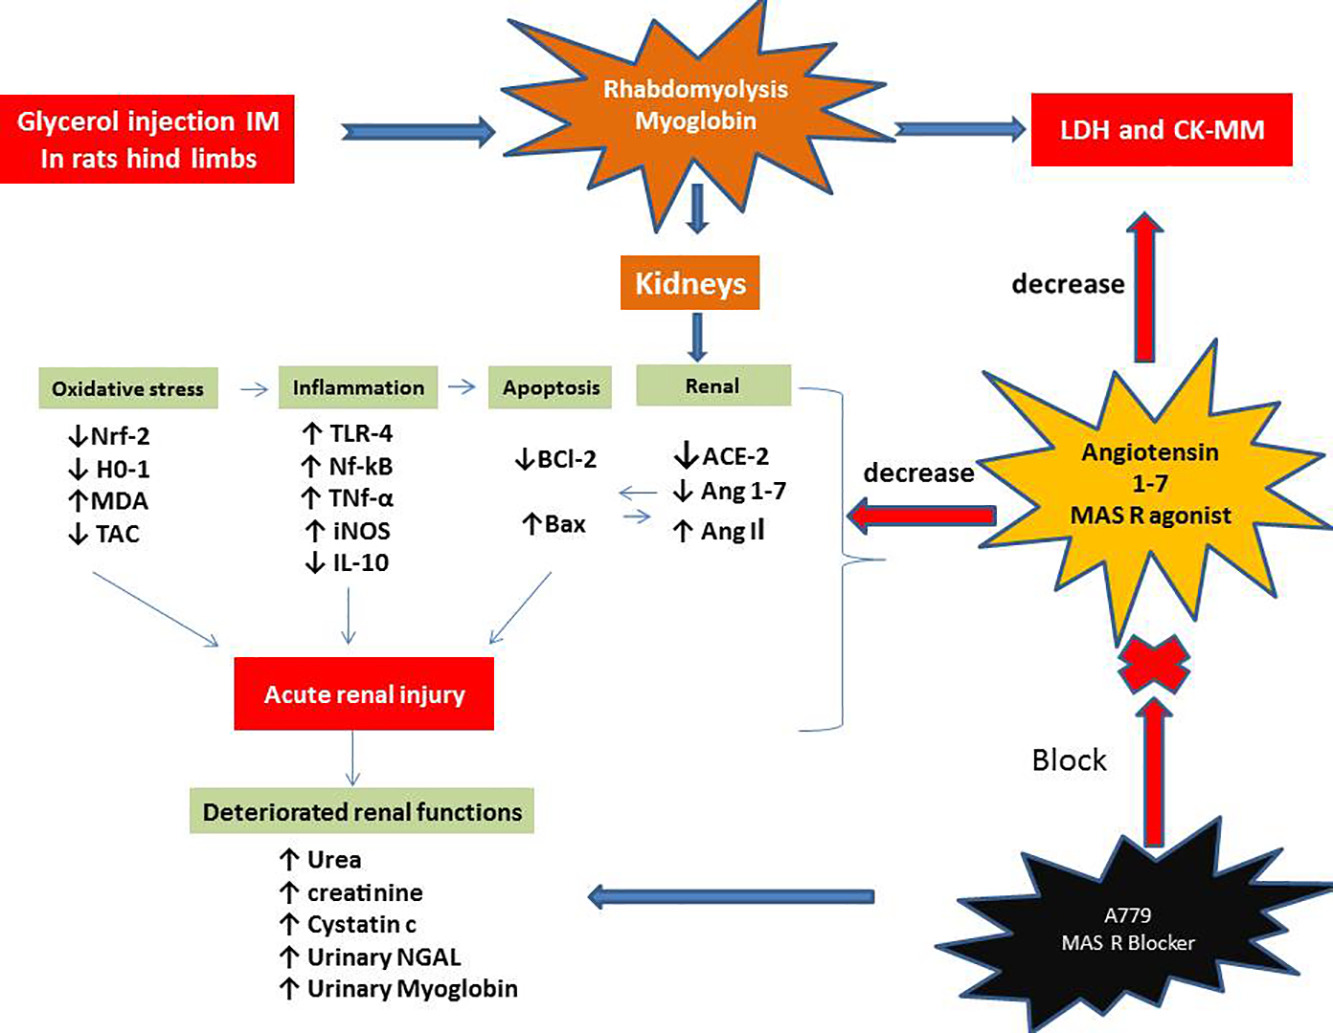 Glycerol injection IM
In rats hind limbs
Rhabdomyolysis
Myoglobin
LDH and CK-MM
Kidneys
decrease
Oxidative stress
Inflammation
Apoptosis
Renal
↓Nrf-2
↓ H0-1
↑MDA
↓ TAC
↑ TLR-4
↑ Nf-kB
↑ TNf-α
↑ iNOS
↓ IL-10
↓BCl-2
↑Bax
↓ACE-2
↓ Ang 1-7
↑ Ang II
decrease
Angiotensin
1-7
MAS R agonist
Acute renal injury
Block
Deteriorated renal functions
↑ Urea
↑ creatinine
↑ Cystatin c
↑ Urinary NGAL
↑ Urinary Myoglobin
A779
MAS R Blocker